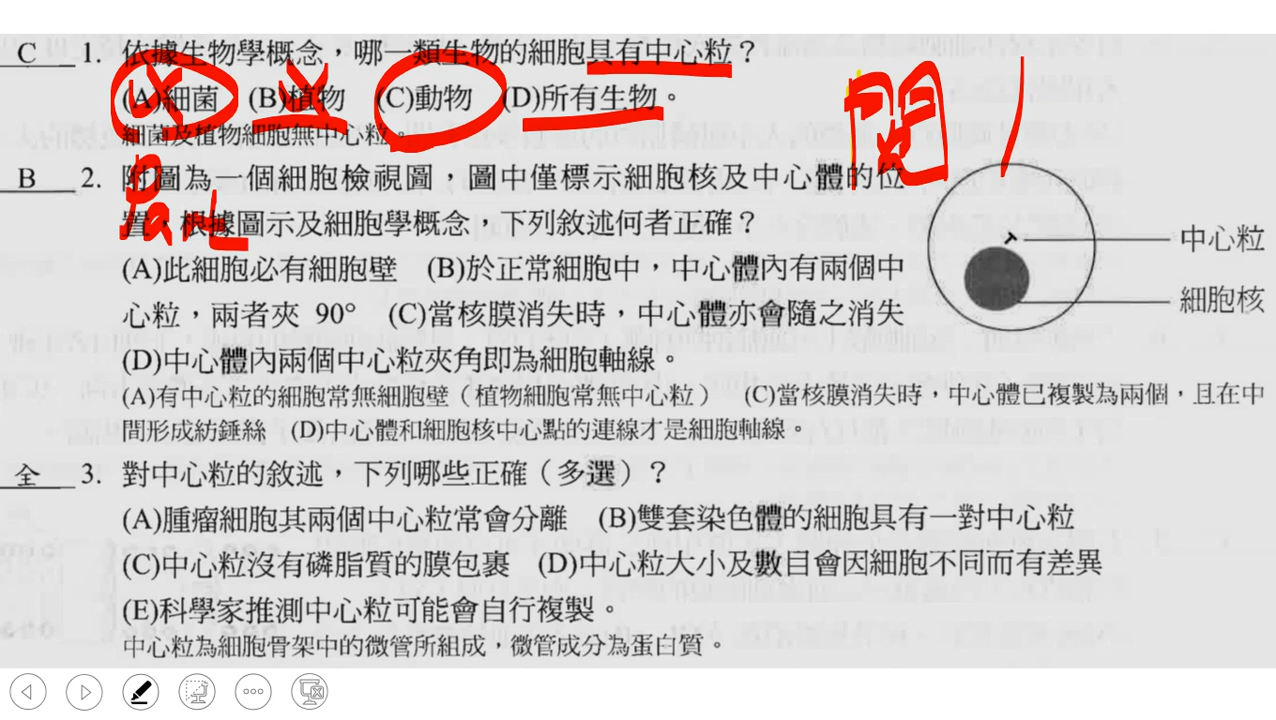 C 1. 依據生物學概念，哪一類生物的細胞具有中心粒？
(A)細菌 (B)植物 (C)動物 (D)所有生物。
細菌及植物細胞無中心粒。
B 2. 附圖為一個細胞檢視圖，圖中僅標示細胞核及中心體的位
置，根據圖示及細胞學概念，下列敘述何者正確？
中心粒
細胞核
(A)此細胞必有細胞壁 (B)於正常細胞中，中心體內有兩個中
心粒，兩者夾 90° (C)當核膜消失時，中心體亦會隨之消失
(D)中心體內兩個中心粒夾角即為細胞軸線。
(A)有中心粒的細胞常無細胞壁（植物細胞常無中心粒） (C)當核膜消失時，中心體已複製為兩個，且在中
間形成紡錘絲 (D)中心體和細胞核中心點的連線才是細胞軸線。
全 3. 對中心粒的敘述，下列哪些正確（多選）？
(A)腫瘤細胞其兩個中心粒常會分離 (B)雙套染色體的細胞具有一對中心粒
(C)中心粒沒有磷脂質的膜包裹 (D)中心粒大小及數目會因細胞不同而有差異
(E)科學家推測中心粒可能會自行複製。
中心粒為細胞骨架中的微管所組成，微管成分為蛋白質。